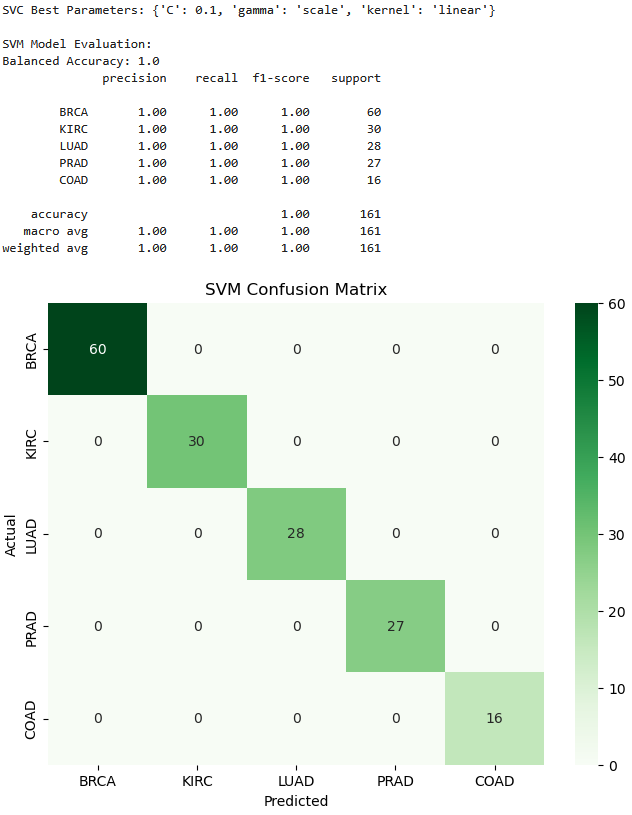 SVC Best Parameters: {'C': 0.1, 'gamma': 'scale', 'kernel': 'linear'}
SVM Model Evaluation:
Balanced Accuracy: 1.0
precision recall f1-score support
BRCA 1.00 1.00 1.00 60
KIRC 1.00 1.00 1.00 30
LUAD 1.00 1.00 1.00 28
PRAD 1.00 1.00 1.00 27
COAD 1.00 1.00 1.00 16
accuracy 1.00 161
macro avg 1.00 1.00 1.00 161
weighted avg 1.00 1.00 1.00 161
SVM Confusion Matrix
BRCA 60 0 0 0 0
KIRC 0 30 0 0 0
LUAD 0 0 28 0 0
PRAD 0 0 0 27 0
COAD 0 0 0 0 16
Actual
BRCA KIRC LUAD PRAD COAD
Predicted
60
50
40
30
20
10
0